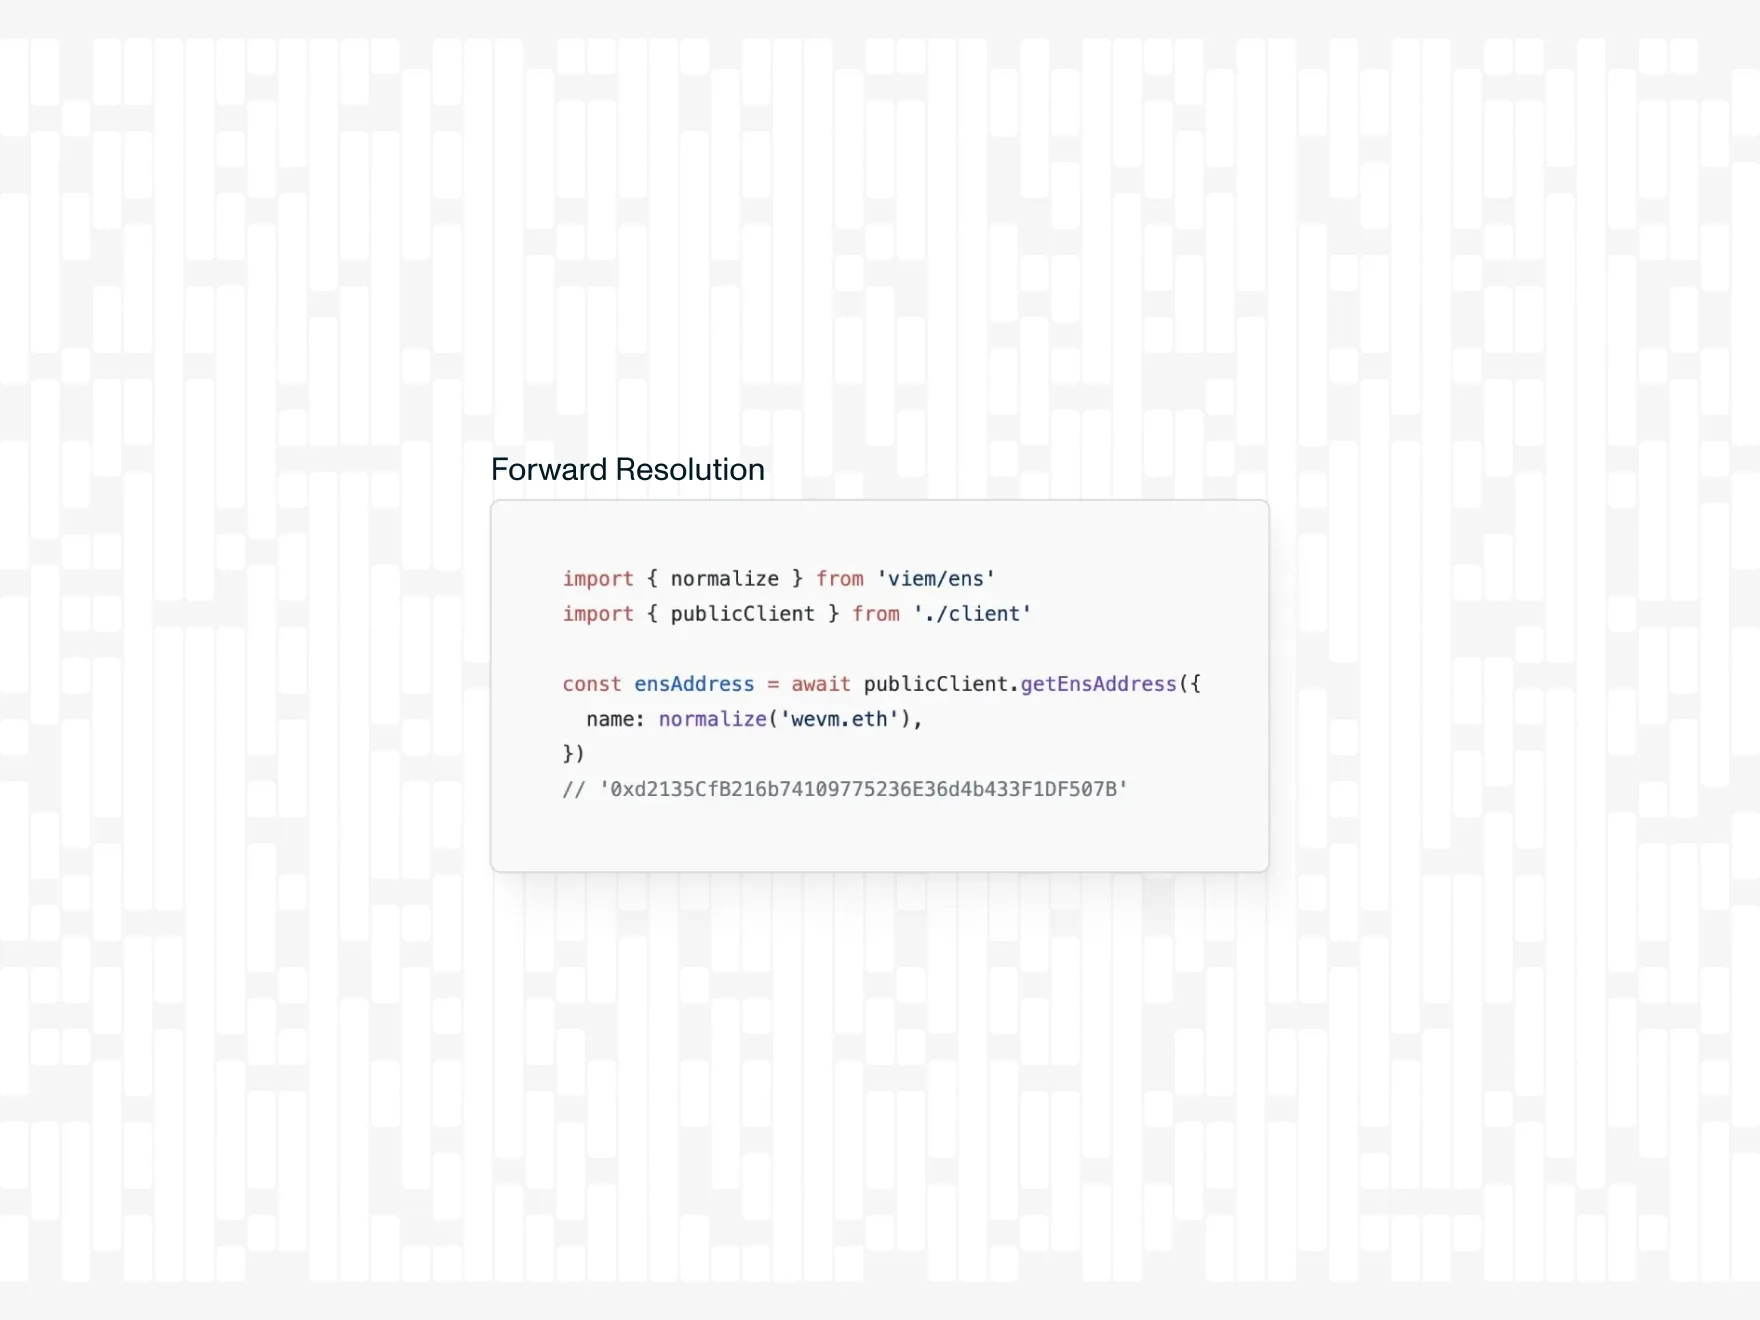 Forward Resolution
import { normalize } from 'viem/ens'
import { publicClient } from './client'
const ensAddress = await publicClient.getEnsAddress({
name: normalize('wevm.eth'),
})
// '0xd2135CfB216b74109775236E36d4b433F1DF507B'